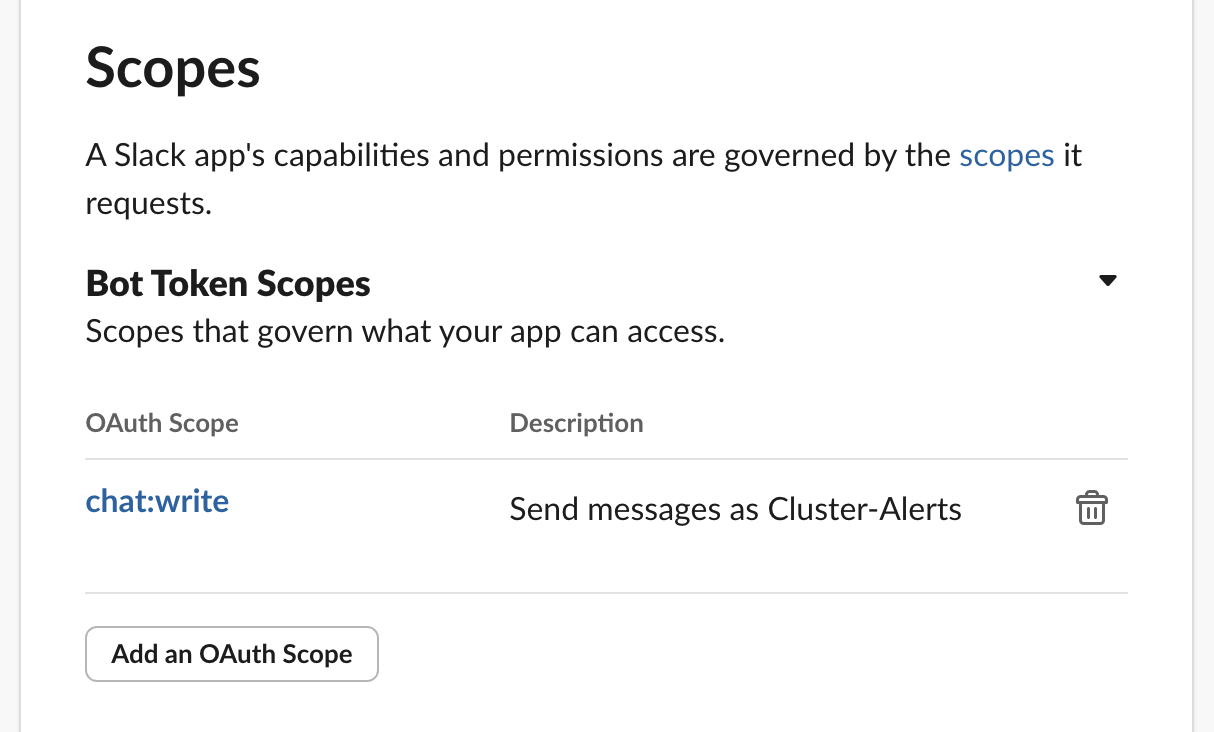 Scopes
A Slack app's capabilities and permissions are governed by the scopes it
requests.
Bot Token Scopes
Scopes that govern what your app can access.
OAuth Scope Description
chat:write Send messages as Cluster-Alerts
Add an OAuth Scope